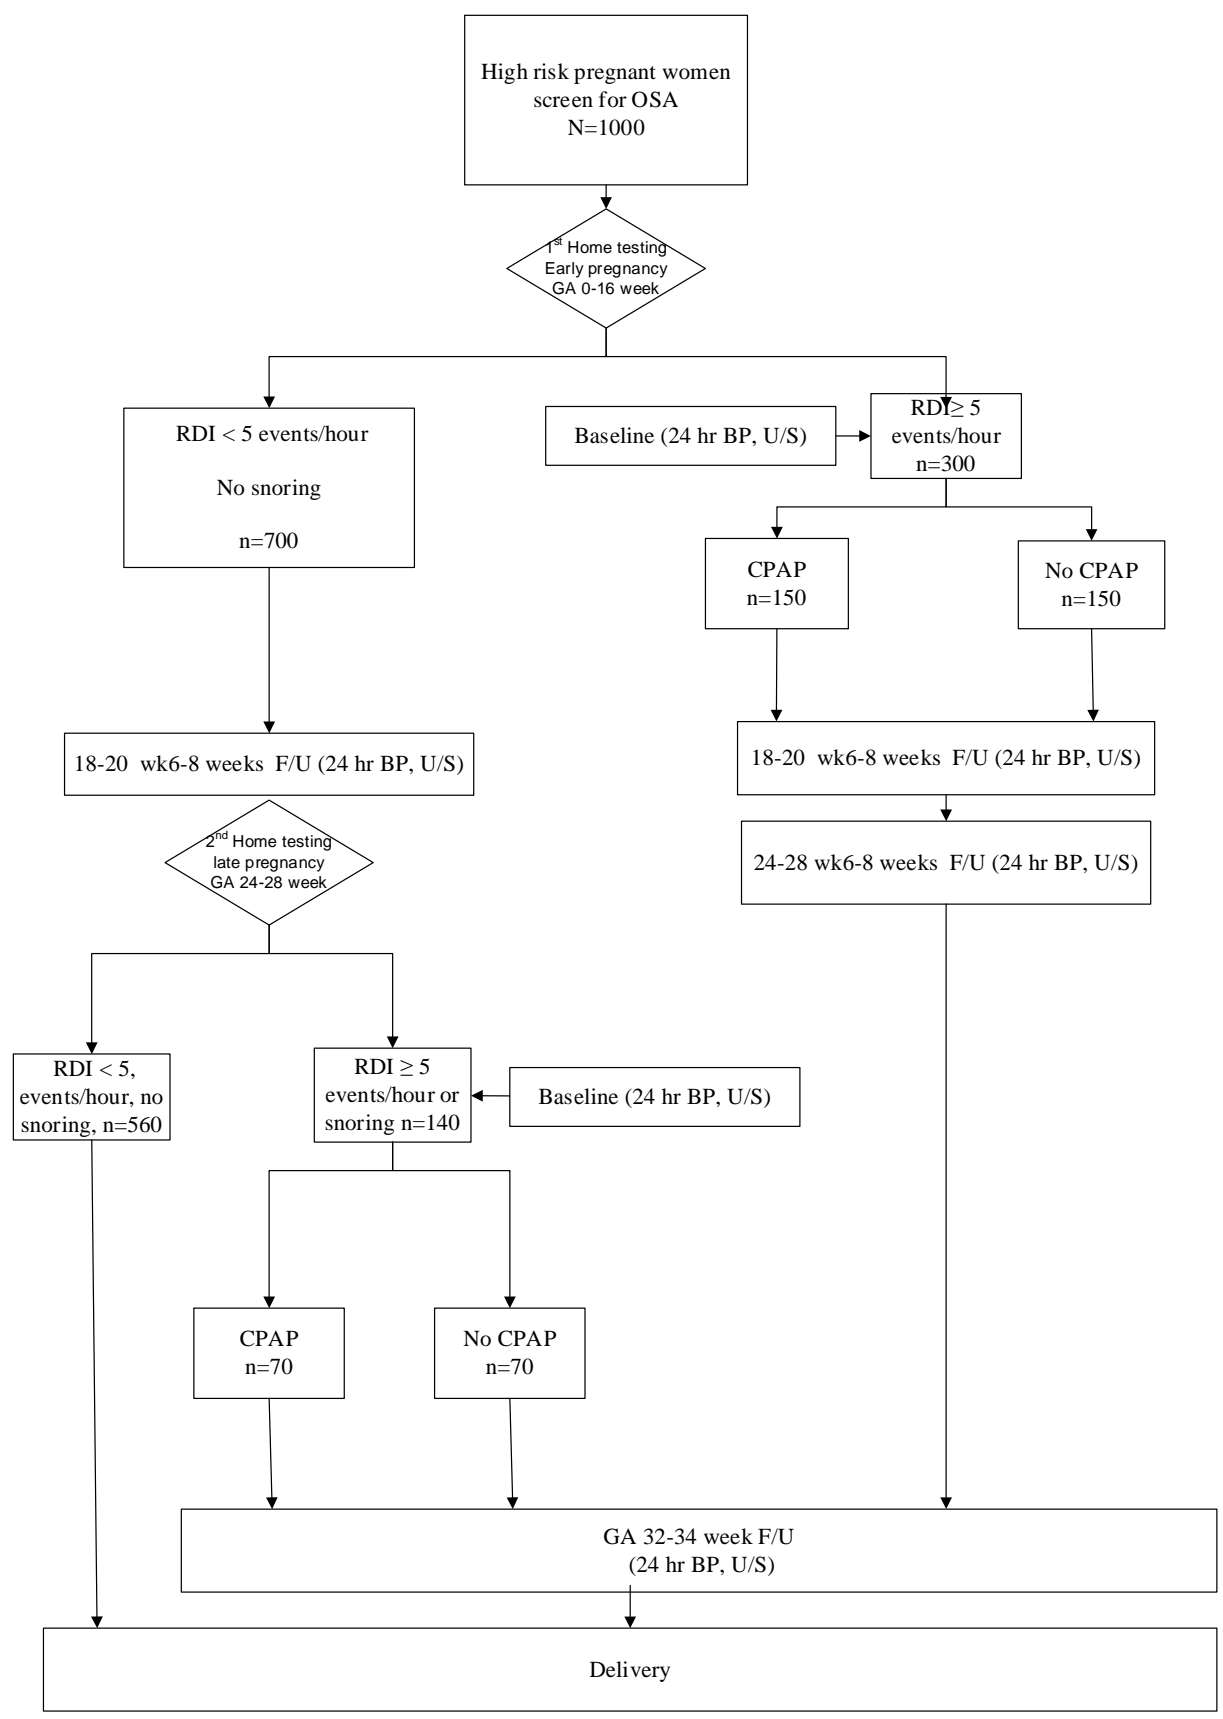 High risk pregnant women
screen for OSA
N=1000
1st Home testing
Early pregnancy
GA 0-16 week
RDI < 5 events/hour
No snoring
n=700
Baseline (24 hr BP, U/S)
RDI≥ 5
events/hour
n=300
CPAP
n=150
No CPAP
n=150
18-20 wk6-8 weeks F/U (24 hr BP, U/S)
18-20 wk6-8 weeks F/U (24 hr BP, U/S)
2nd Home testing
late pregnancy
GA 24-28 week
24-28 wk6-8 weeks F/U (24 hr BP, U/S)
RDI < 5,
events/hour, no
snoring, n=560
RDI ≥ 5
events/hour or
snoring n=140
Baseline (24 hr BP, U/S)
CPAP
n=70
No CPAP
n=70
GA 32-34 week F/U
(24 hr BP, U/S)
Delivery